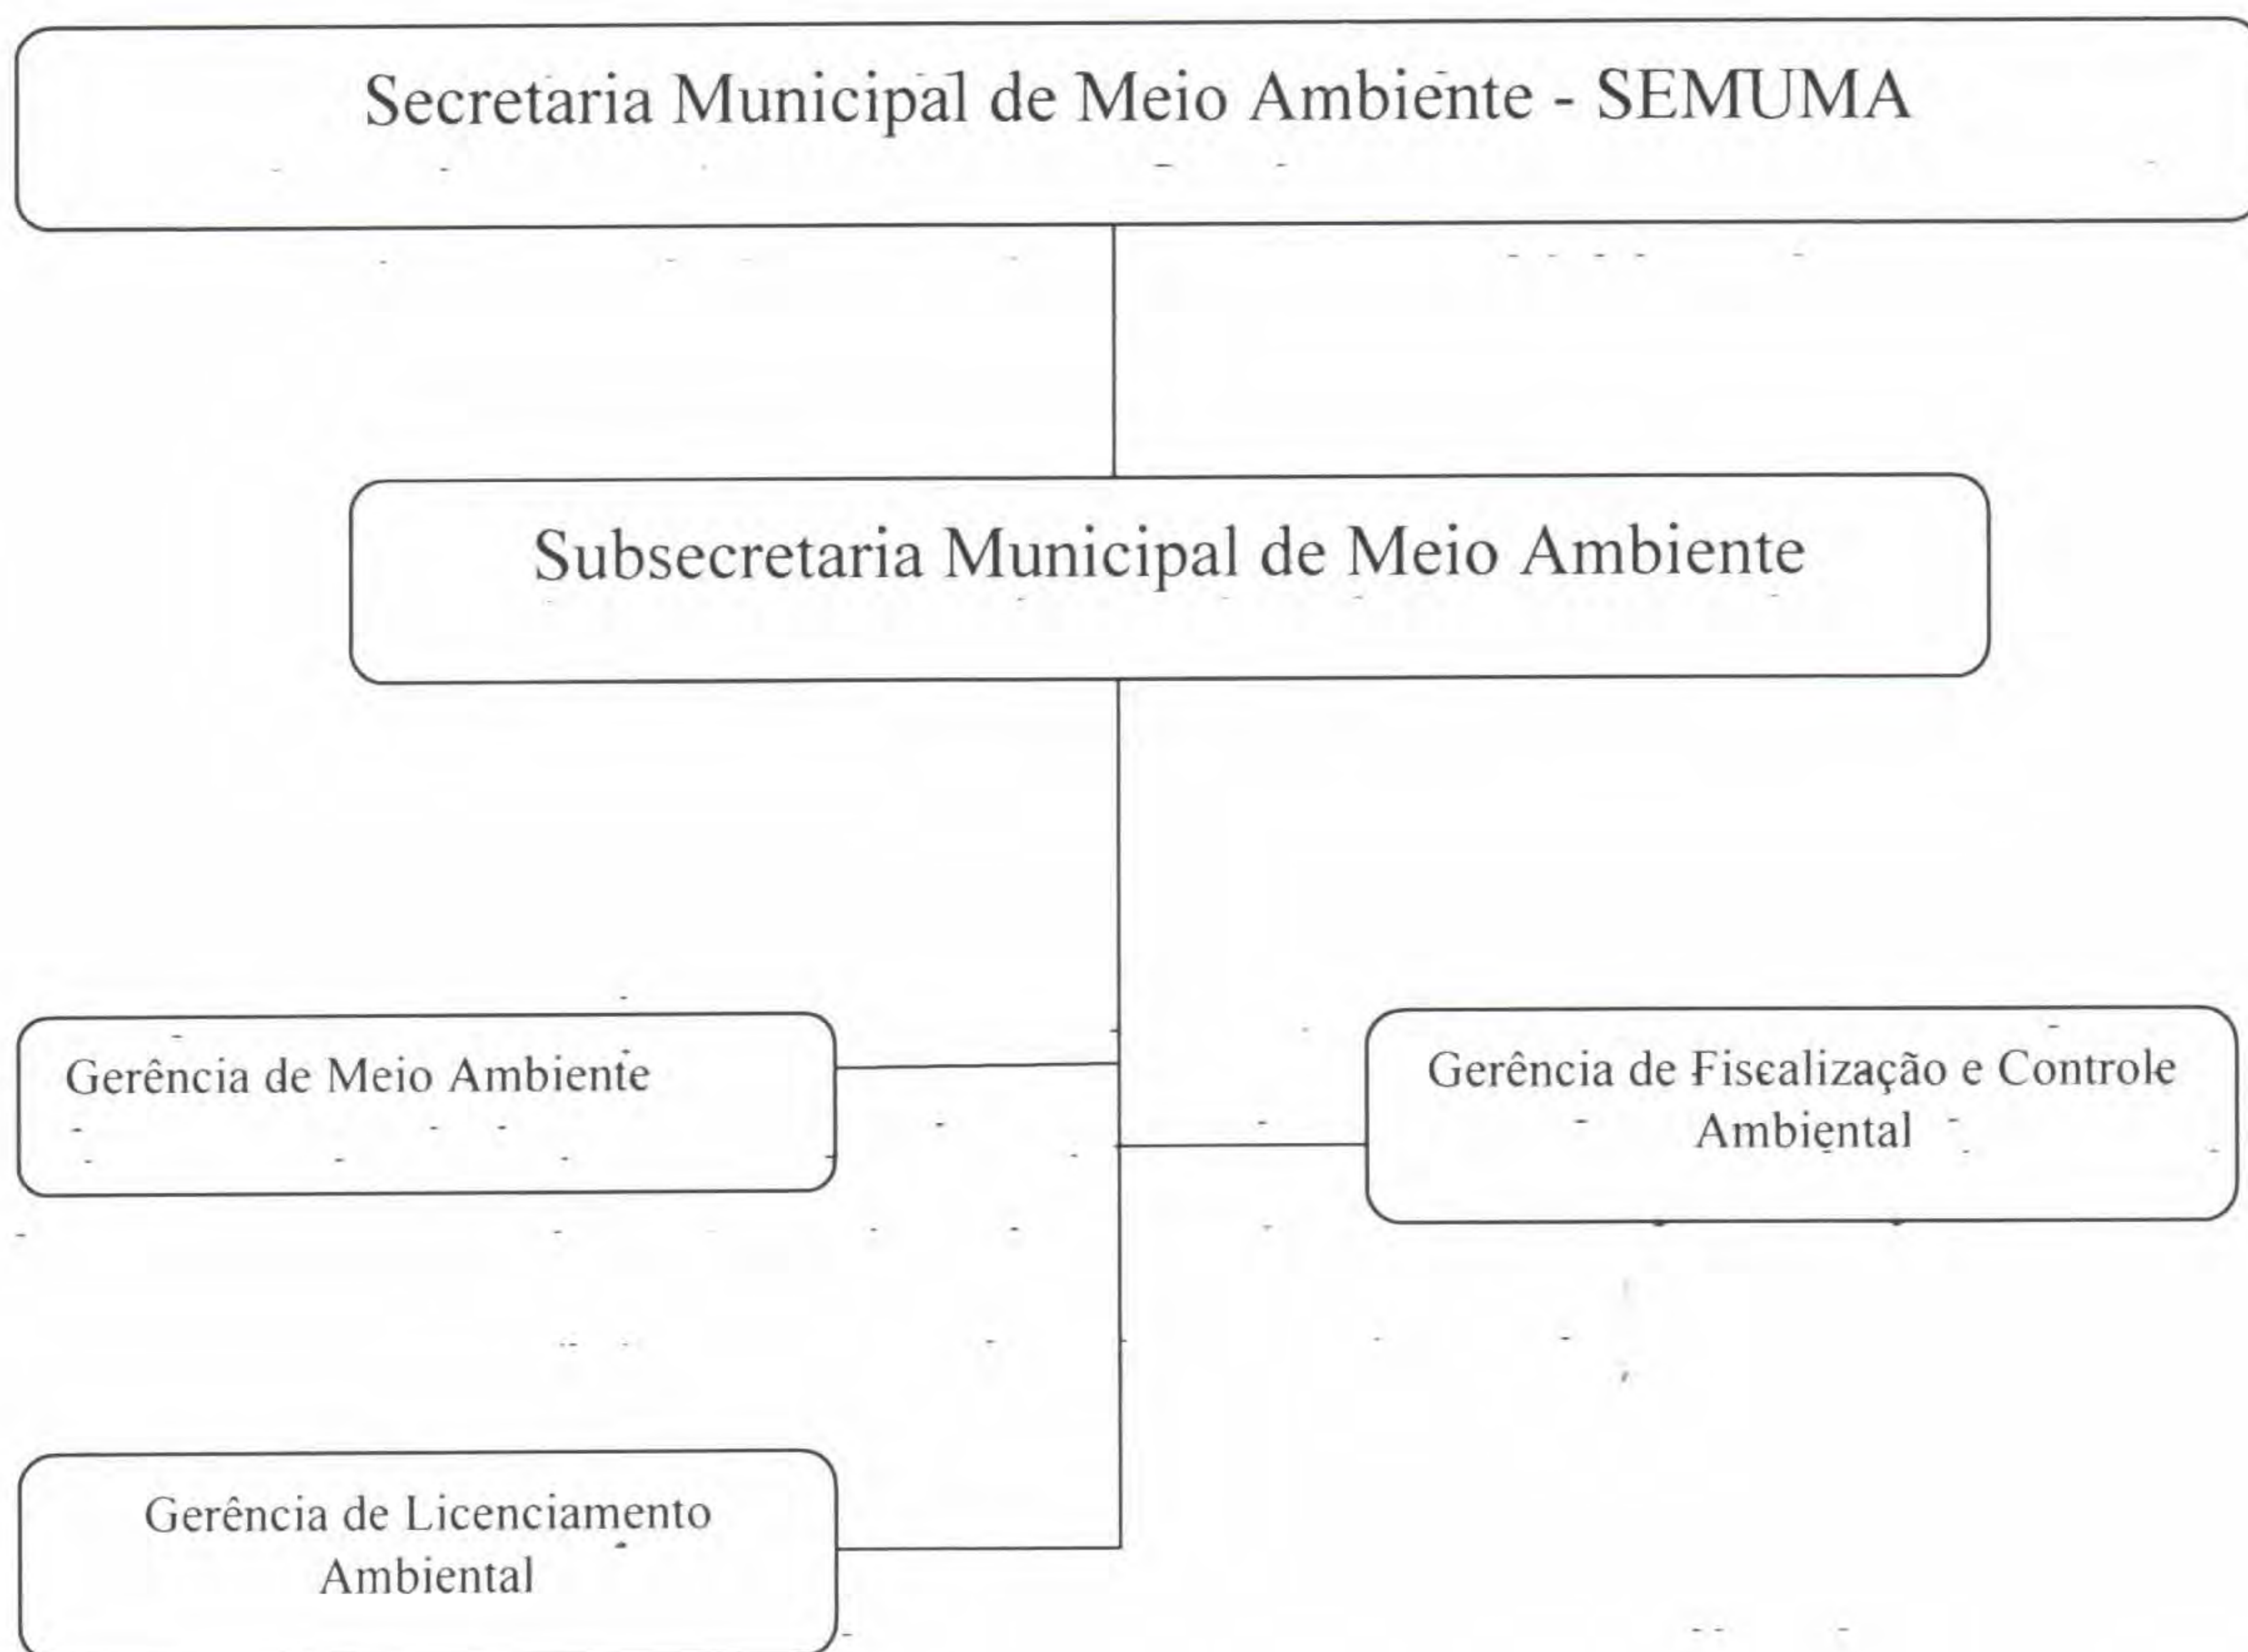 Secretaria Municipal de Meio Ambiente - SEMUMA
Subsecretaria Municipal de Meio Ambiente
Gerência de Meio Ambiente
Gerência de Fiscalização e Controle
Ambiental
Gerência de Licenciamento
Ambiental